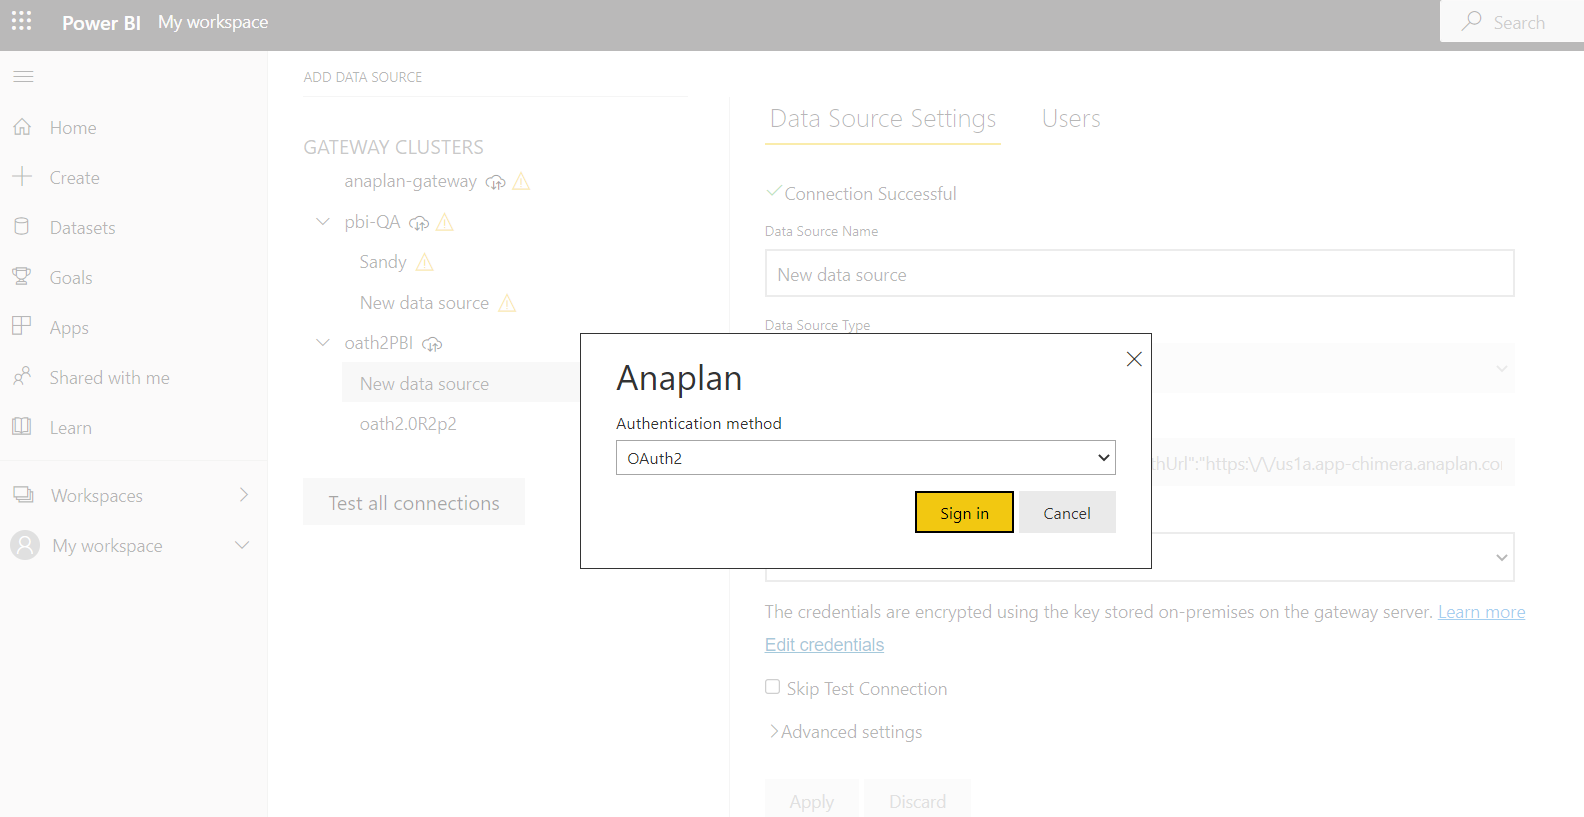 Power BI My workspace
Search
Home
Create
Datasets
Goals
Apps
Shared with me
Learn
Workspaces
My workspace
ADD DATA SOURCE
GATEWAY CLUSTERS
anaplan-gateway
pbi-QA
Sandy
New data source
oath2PBI
New data source
oath2.0R2p2
Test all connections
Data Source Settings Users
Connection Successful
Data Source Name
New data source
Data Source Type
Anaplan
Authentication method
OAuth2
Sign in Cancel
thUrl":"https:\/\/us1a.app-chimera.anaplan.co
The credentials are encrypted using the key stored on-premises on the gateway server. Learn more
Edit credentials
Skip Test Connection
Advanced settings
Apply Discard